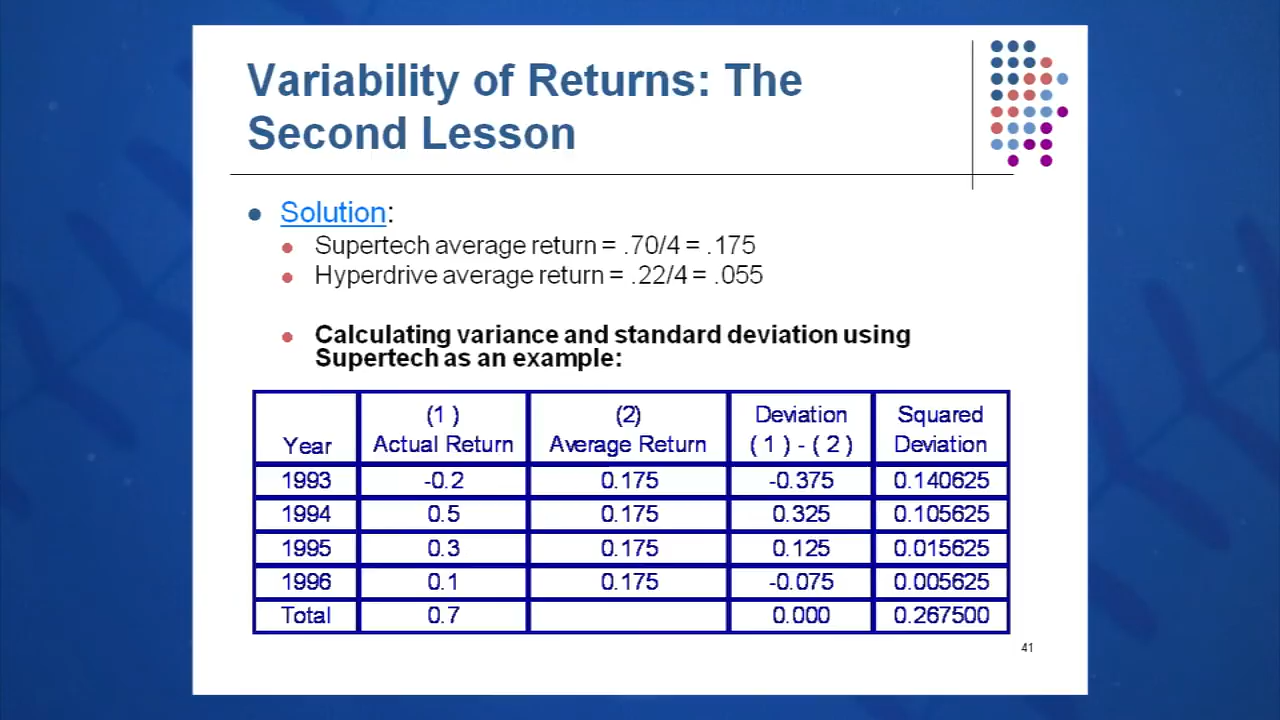 Variability of Returns: The
Second Lesson
Solution:
Supertech average return = .70/4 = .175
Hyperdrive average return = .22/4 = .055
Calculating variance and standard deviation using
Supertech as an example:
Year (1) Actual Return (2) Average Return Deviation (1) - (2) Squared Deviation
1993 -0.2 0.175 -0.375 0.140625
1994 0.5 0.175 0.325 0.105625
1995 0.3 0.175 0.125 0.015625
1996 0.1 0.175 -0.075 0.005625
Total 0.7 0.000 0.267500
41